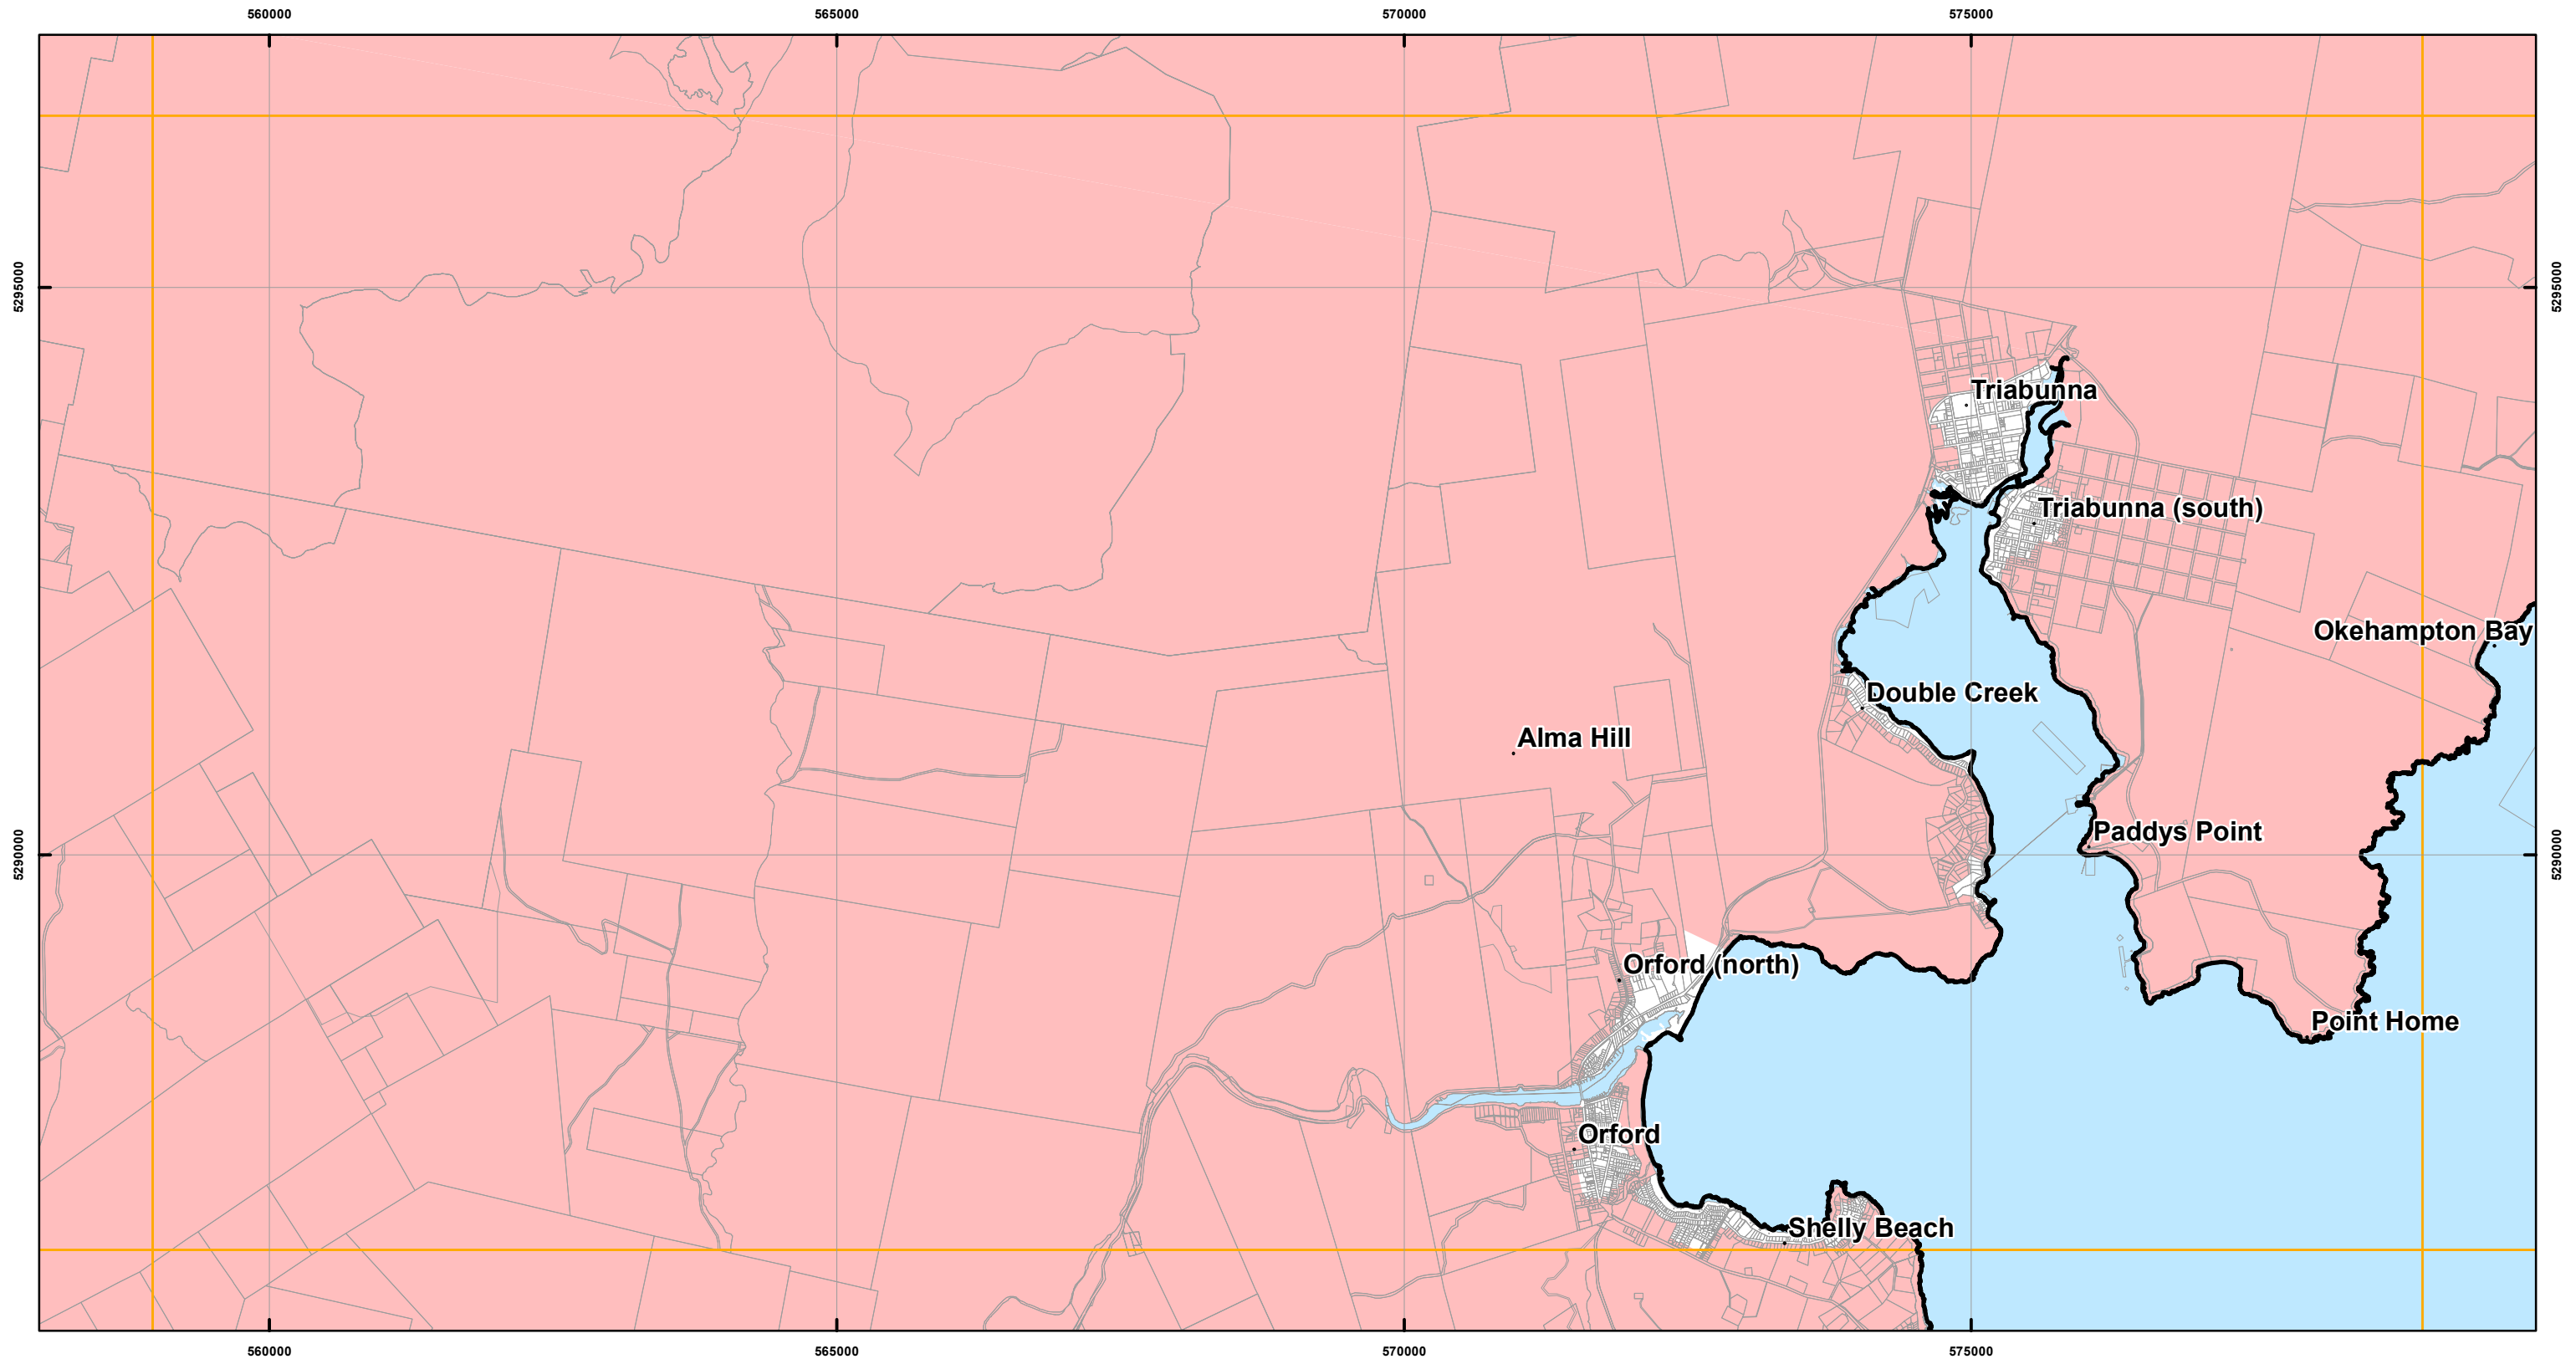 560000
565000
570000
575000
5295000
5295000
Triabunna
Triabunna (south)
Okehampton Bay
Double Creek
Alma Hill
Paddys Point
5290000
5290000
Orford (north)
Point Home
Orford
Shelly Beach
560000
565000
570000
575000